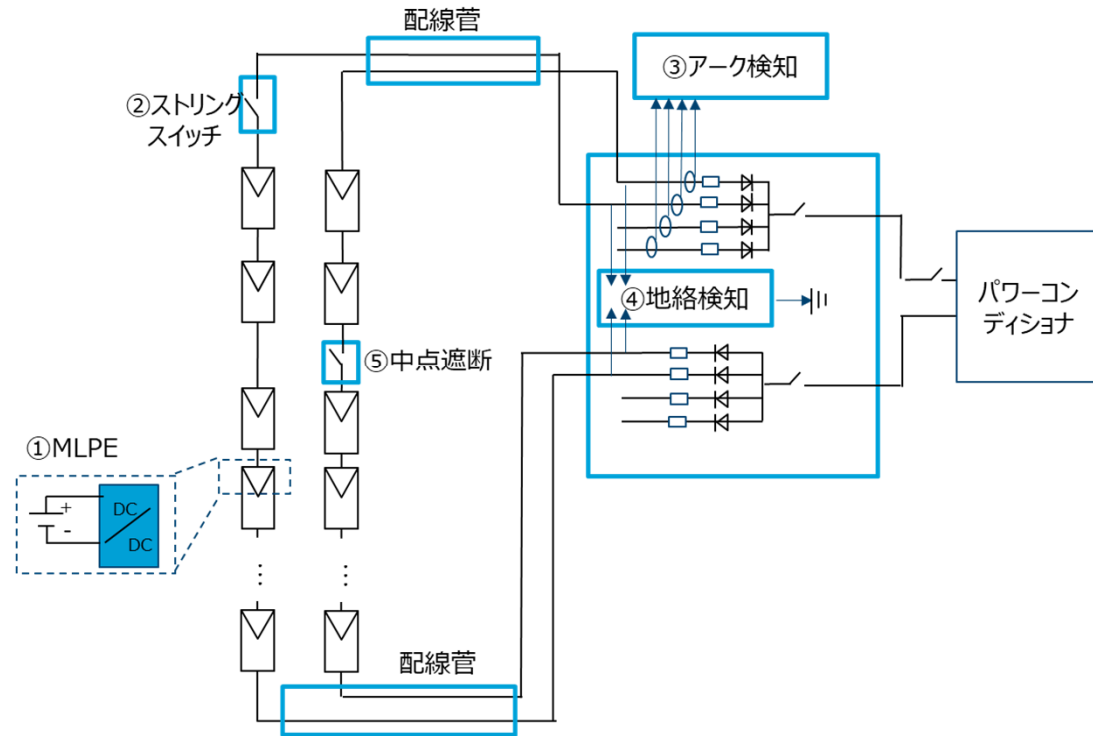 配線菅
③アーク検知
②ストリング
スイッチ
④地絡検知
パワーコン
ディショナ
⑤中点遮断
①MLPE
+
-
DC
DC
⋮
⋮
配線菅